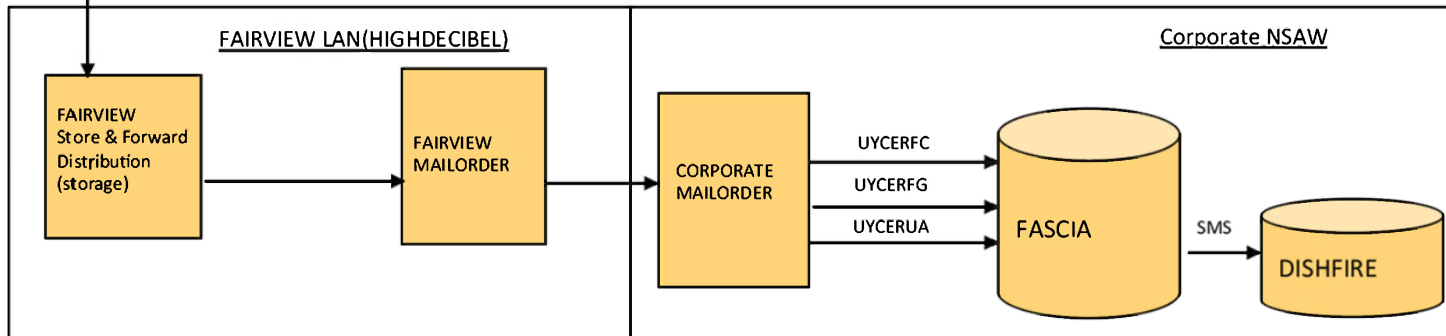 FAIRVIEW LAN(HIGHDECIBEL)
Corporate NSAW
FAIRVIEW
Store & Forward
Distribution
(storage)
FAIRVIEW
MAILORDER
CORPORATE
MAILORDER
UYCERFC
UYCERFG
UYCERUA
FASCIA
SMS
DISHFIRE